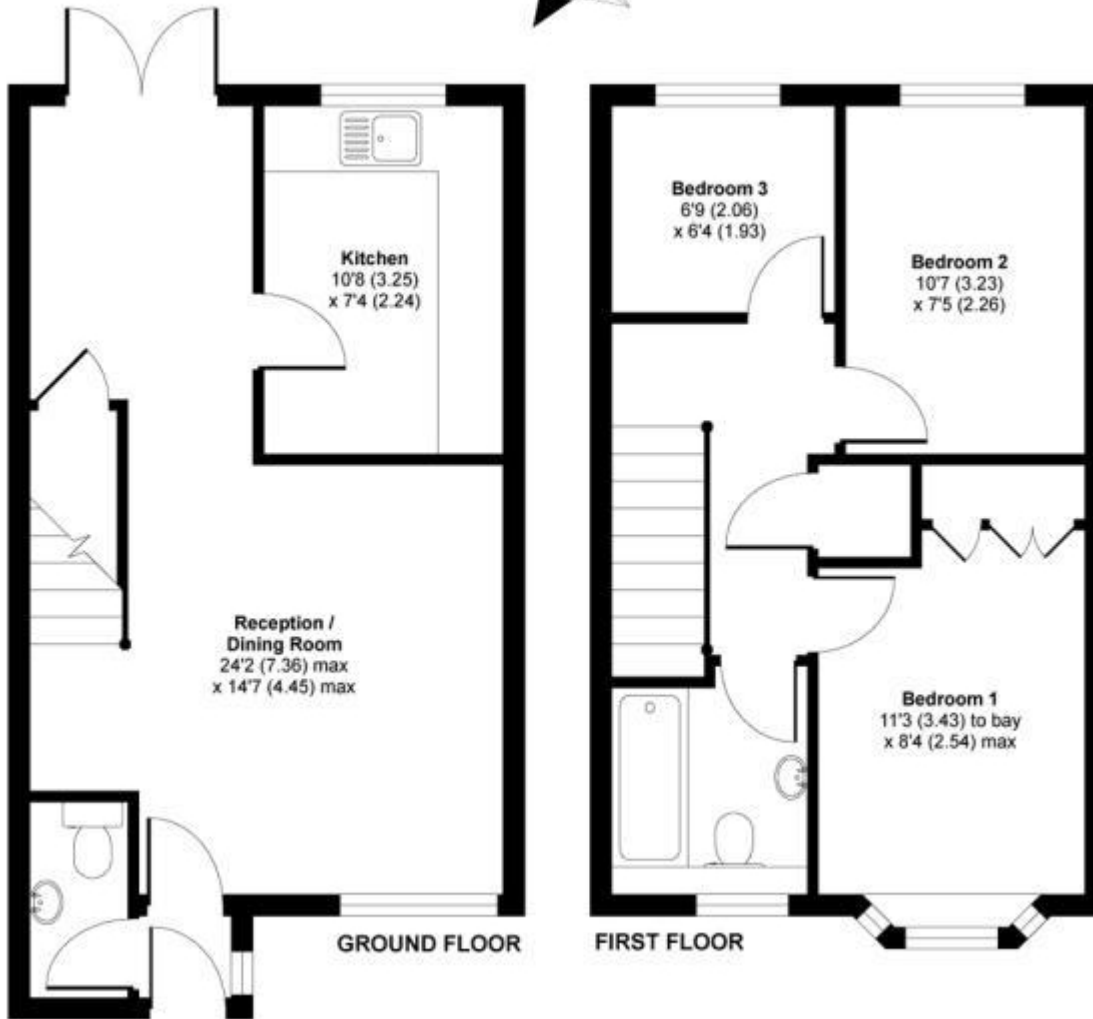 Kitchen
10'8 (3.25)
x 7'4 (2.24)
Reception /
Dining Room
24'2 (7.36) max
x 14'7 (4.45) max
GROUND FLOOR
Bedroom 3
6'9 (2.06)
x 6'4 (1.93)
Bedroom 2
10'7 (3.23)
x 7'5 (2.26)
Bedroom 1
11'3 (3.43) to bay
x 8'4 (2.54) max
FIRST FLOOR